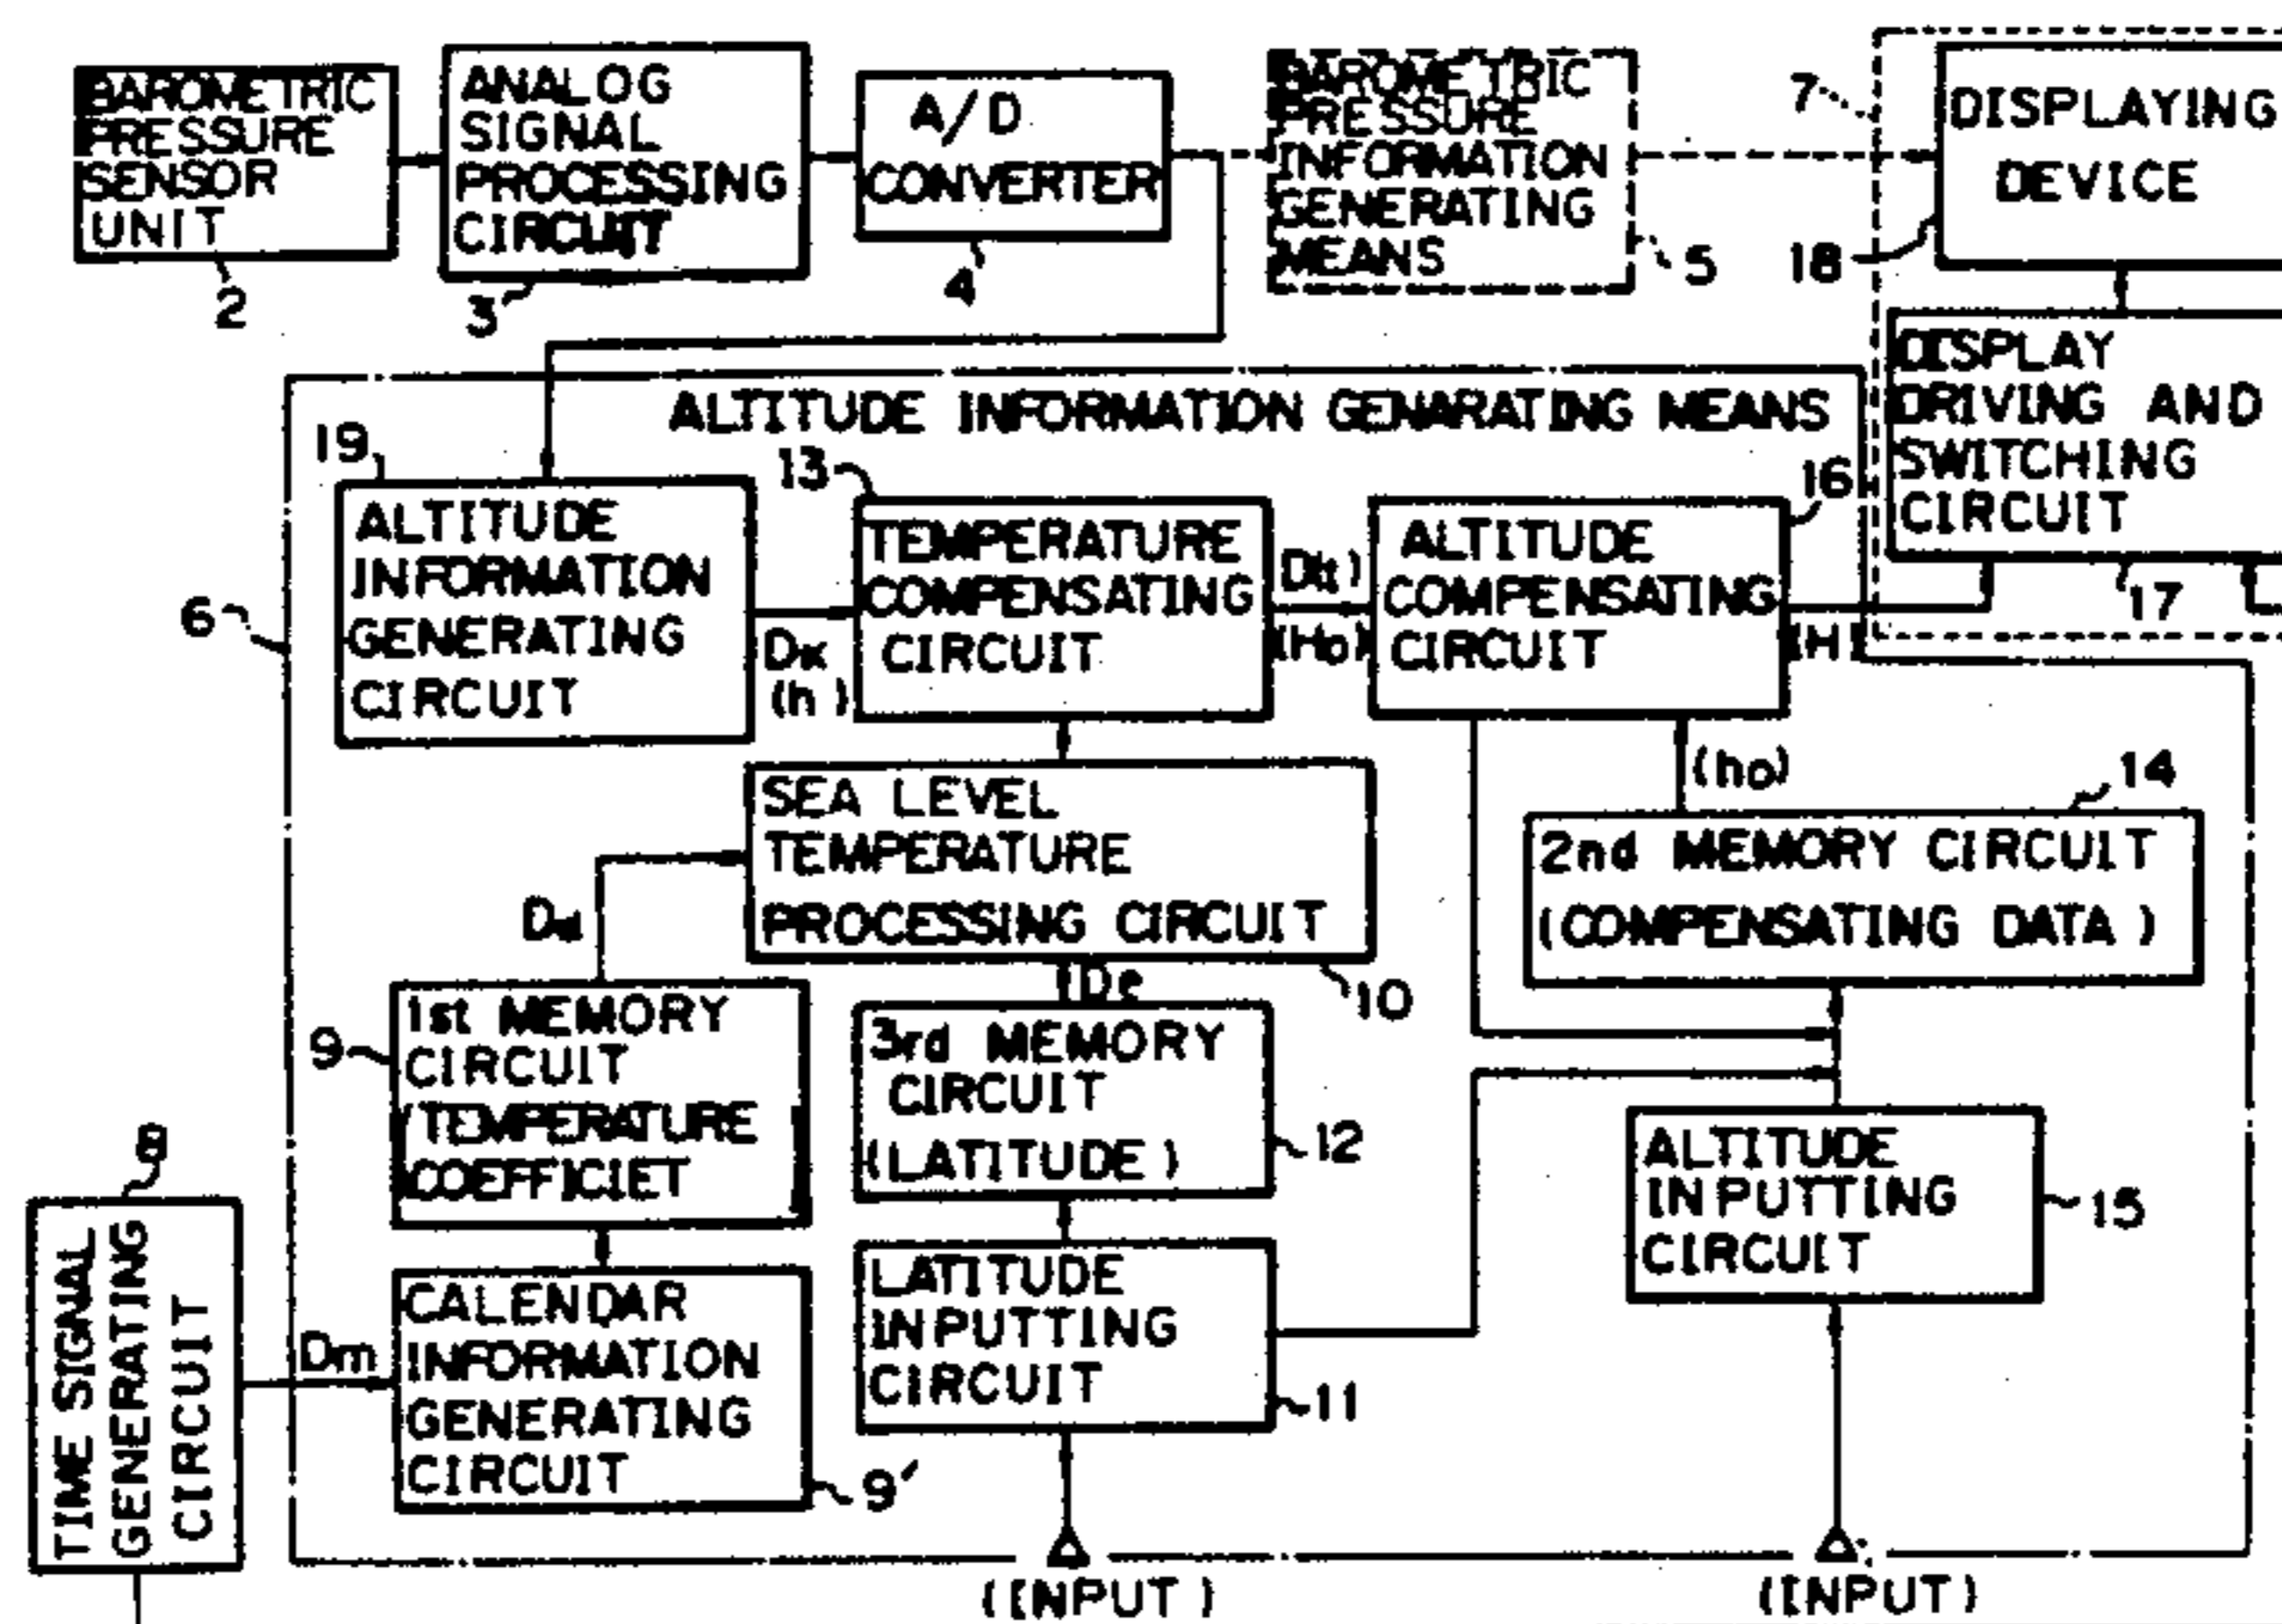 BAROMETRIC
PRESSURE
SENSOR
UNIT
2
ANALOG
SIGNAL
PROCESSING
CIRCUIT
3
A/D
CONVERTER
4
BAROMETRIC
PRESSURE
INFORMATION
GENERATING
MEANS
5
7
DISPLAYING
DEVICE
18
DISPLAY
DRIVING AND
SWITCHING
CIRCUIT
17
ALTITUDE INFORMATION GENARATING MEANS
6
19
ALTITUDE
INFORMATION
GENERATING
CIRCUIT
Dx
(h)
13
TEMPERATURE
COMPENSATING
CIRCUIT
D(t)
(Ho)
16
ALTITUDE
COMPENSATING
CIRCUIT
(H)
(ho)
14
2nd MEMORY CIRCUIT
(COMPENSATING DATA)
SEA LEVEL
TEMPERATURE
PROCESSING CIRCUIT
10
De
9
1st MEMORY
CIRCUIT
(TEMPERATURE
COEFFICIET
3rd MEMORY
CIRCUIT
(LATITUDE)
12
ALTITUDE
INPUTTING
CIRCUIT
15
8
TIME SIGNAL
GENERATING
CIRCUIT
Dm
CALENDAR
INFORMATION
GENERATING
CIRCUIT
9'
LATITUDE
INPUTTING
CIRCUIT
11
(INPUT)
(INPUT)